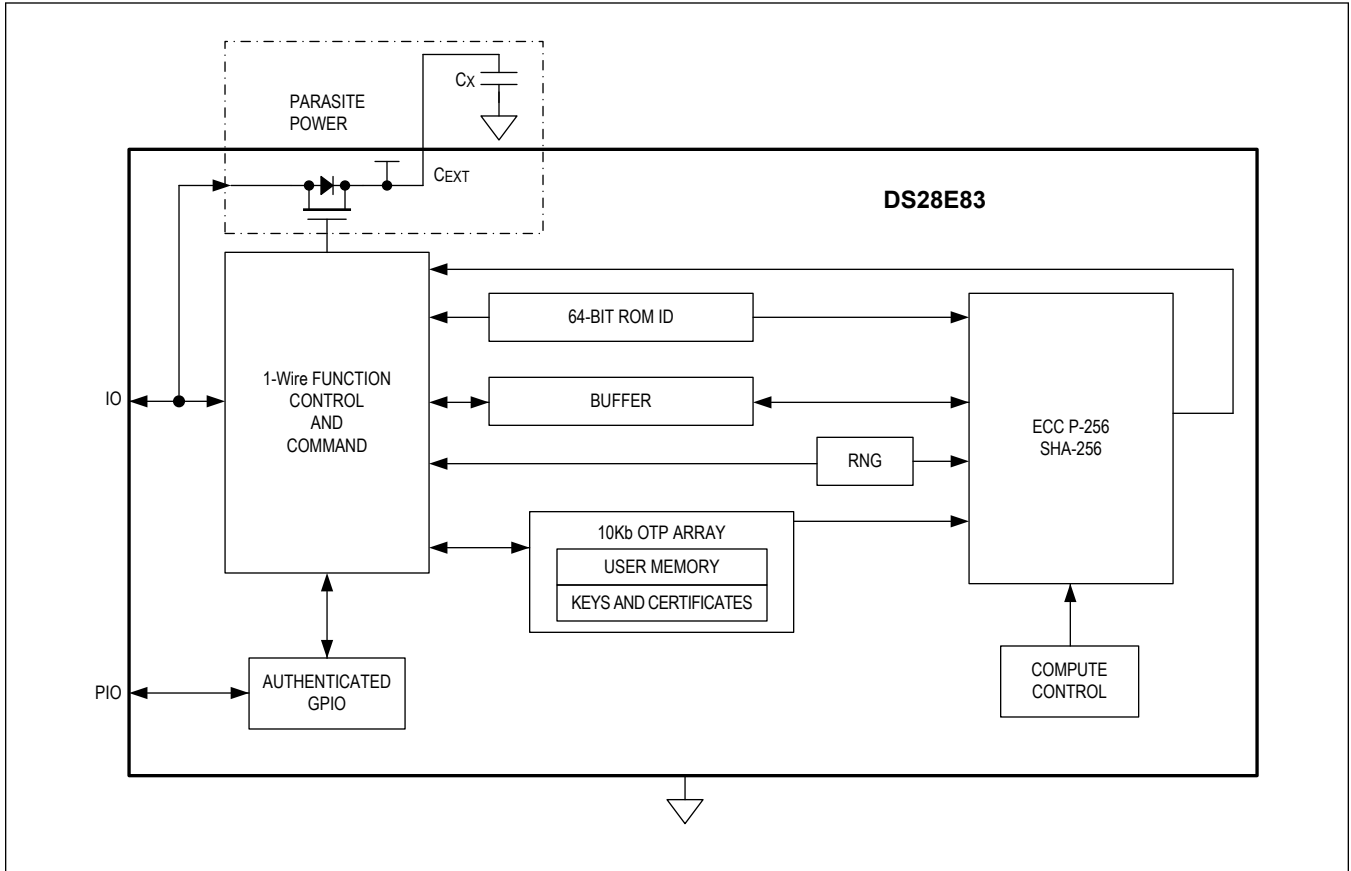 PARASITE
POWER
CX
CEXT
DS28E83
IO
1-Wire FUNCTION
CONTROL
AND
COMMAND
64-BIT ROM ID
BUFFER
RNG
ECC P-256
SHA-256
10Kb OTP ARRAY
USER MEMORY
KEYS AND CERTIFICATES
PIO
AUTHENTICATED
GPIO
COMPUTE
CONTROL